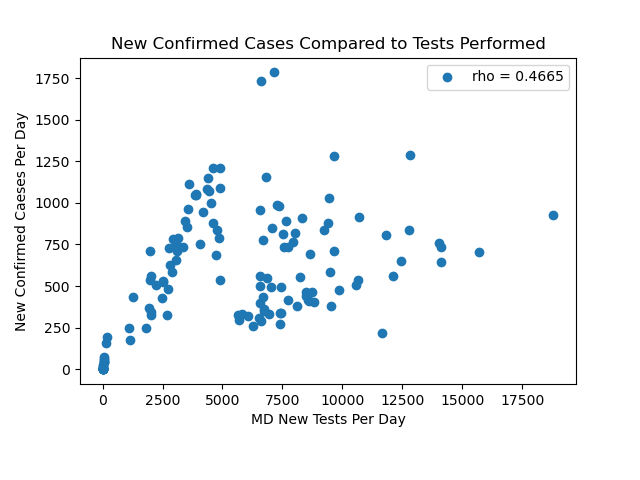 New Confirmed Cases Compared to Tests Performed
rho = 0.4665
New Confirmed Caeses Per Day
1750
1500
1250
1000
750
500
250
0
0 2500 5000 7500 10000 12500 15000 17500
MD New Tests Per Day